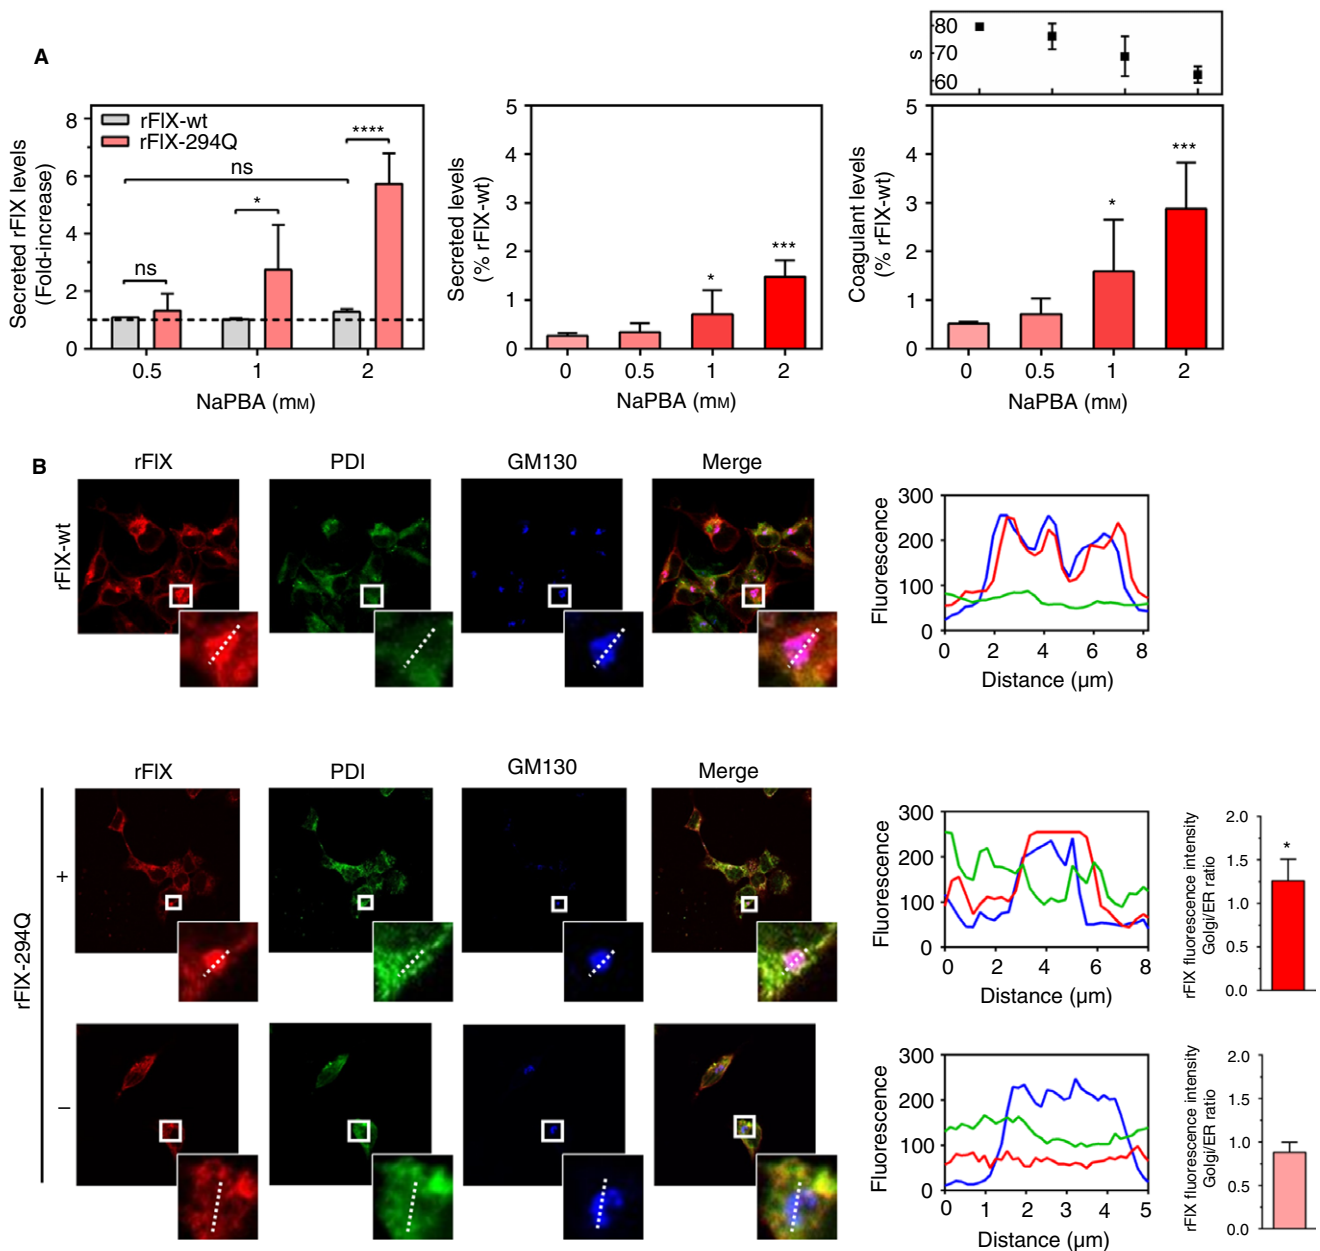 A
s
80
70
60
Secreted rFIX levels
(Fold-increase)
8
6
4
2
0
rFIX-wt
rFIX-294Q
ns
ns
*
****
0.5
1
2
NaPBA (mM)
Secreted levels
(% rFIX-wt)
5
4
3
2
1
0
*
***
0
0.5
1
2
NaPBA (mM)
Coagulant levels
(% rFIX-wt)
5
4
3
2
1
0
*
***
0
0.5
1
2
NaPBA (mM)
B
rFIX
PDI
GM130
Merge
rFIX-wt
Fluorescence
300
200
100
0
0
2
4
6
8
Distance (µm)
rFIX
PDI
GM130
Merge
rFIX-294Q
+
Fluorescence
300
200
100
0
0
2
4
6
8
Distance (µm)
rFIX fluorescence intensity
Golgi/ER ratio
2.0
1.5
1.0
0.5
0.0
*
–
Fluorescence
300
200
100
0
0
1
2
3
4
5
Distance (µm)
rFIX fluorescence intensity
Golgi/ER ratio
2.0
1.5
1.0
0.5
0.0